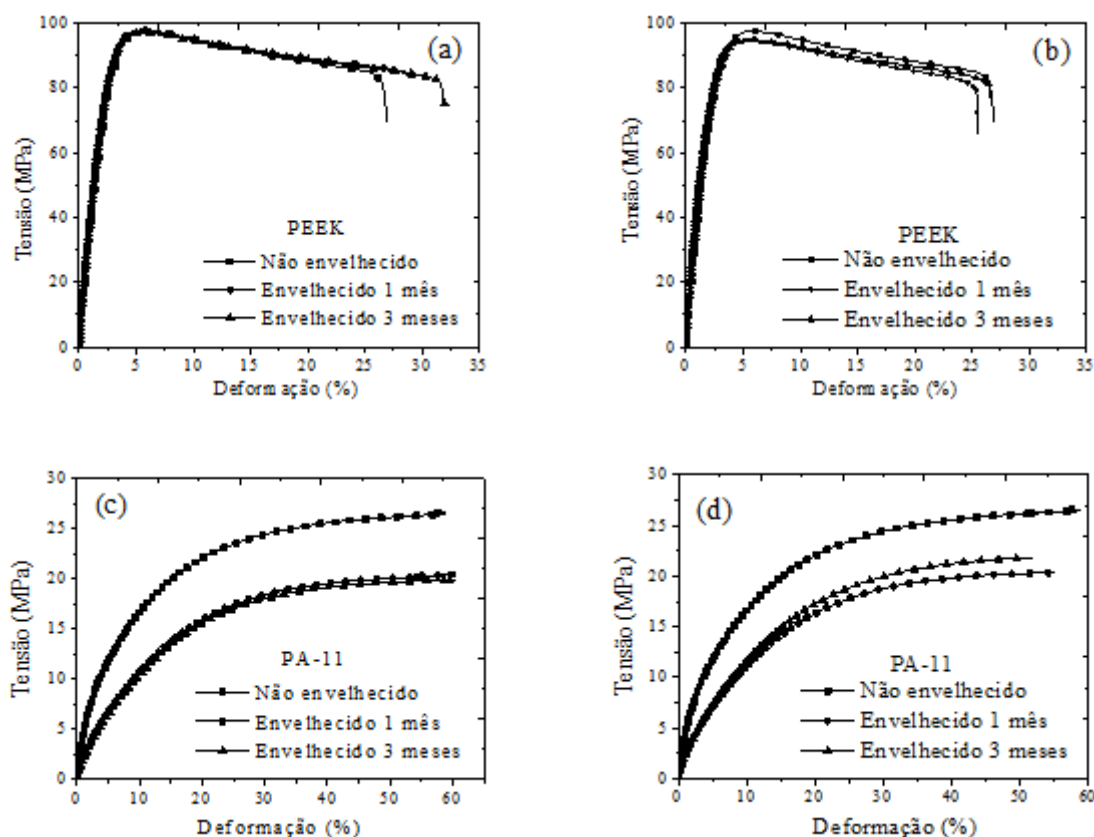 (a)
100
80
60
40
20
0
Tensão (MPa)
PEEK
Não envelhecido
Envelhecido 1 mês
Envelhecido 3 meses
0 5 10 15 20 25 30 35
Deformação (%)
(b)
100
80
60
40
20
0
Tensão (MPa)
PEEK
Não envelhecido
Envelhecido 1 mês
Envelhecido 3 meses
0 5 10 15 20 25 30 35
Deformação (%)
(c)
30
25
20
15
10
5
0
Tensão (MPa)
PA-11
Não envelhecido
Envelhecido 1 mês
Envelhecido 3 meses
0 10 20 30 40 50 60
Deformação (%)
(d)
30
25
20
15
10
5
0
Tensão (MPa)
PA-11
Não envelhecido
Envelhecido 1 mês
Envelhecido 3 meses
0 10 20 30 40 50 60
Deformação (%)